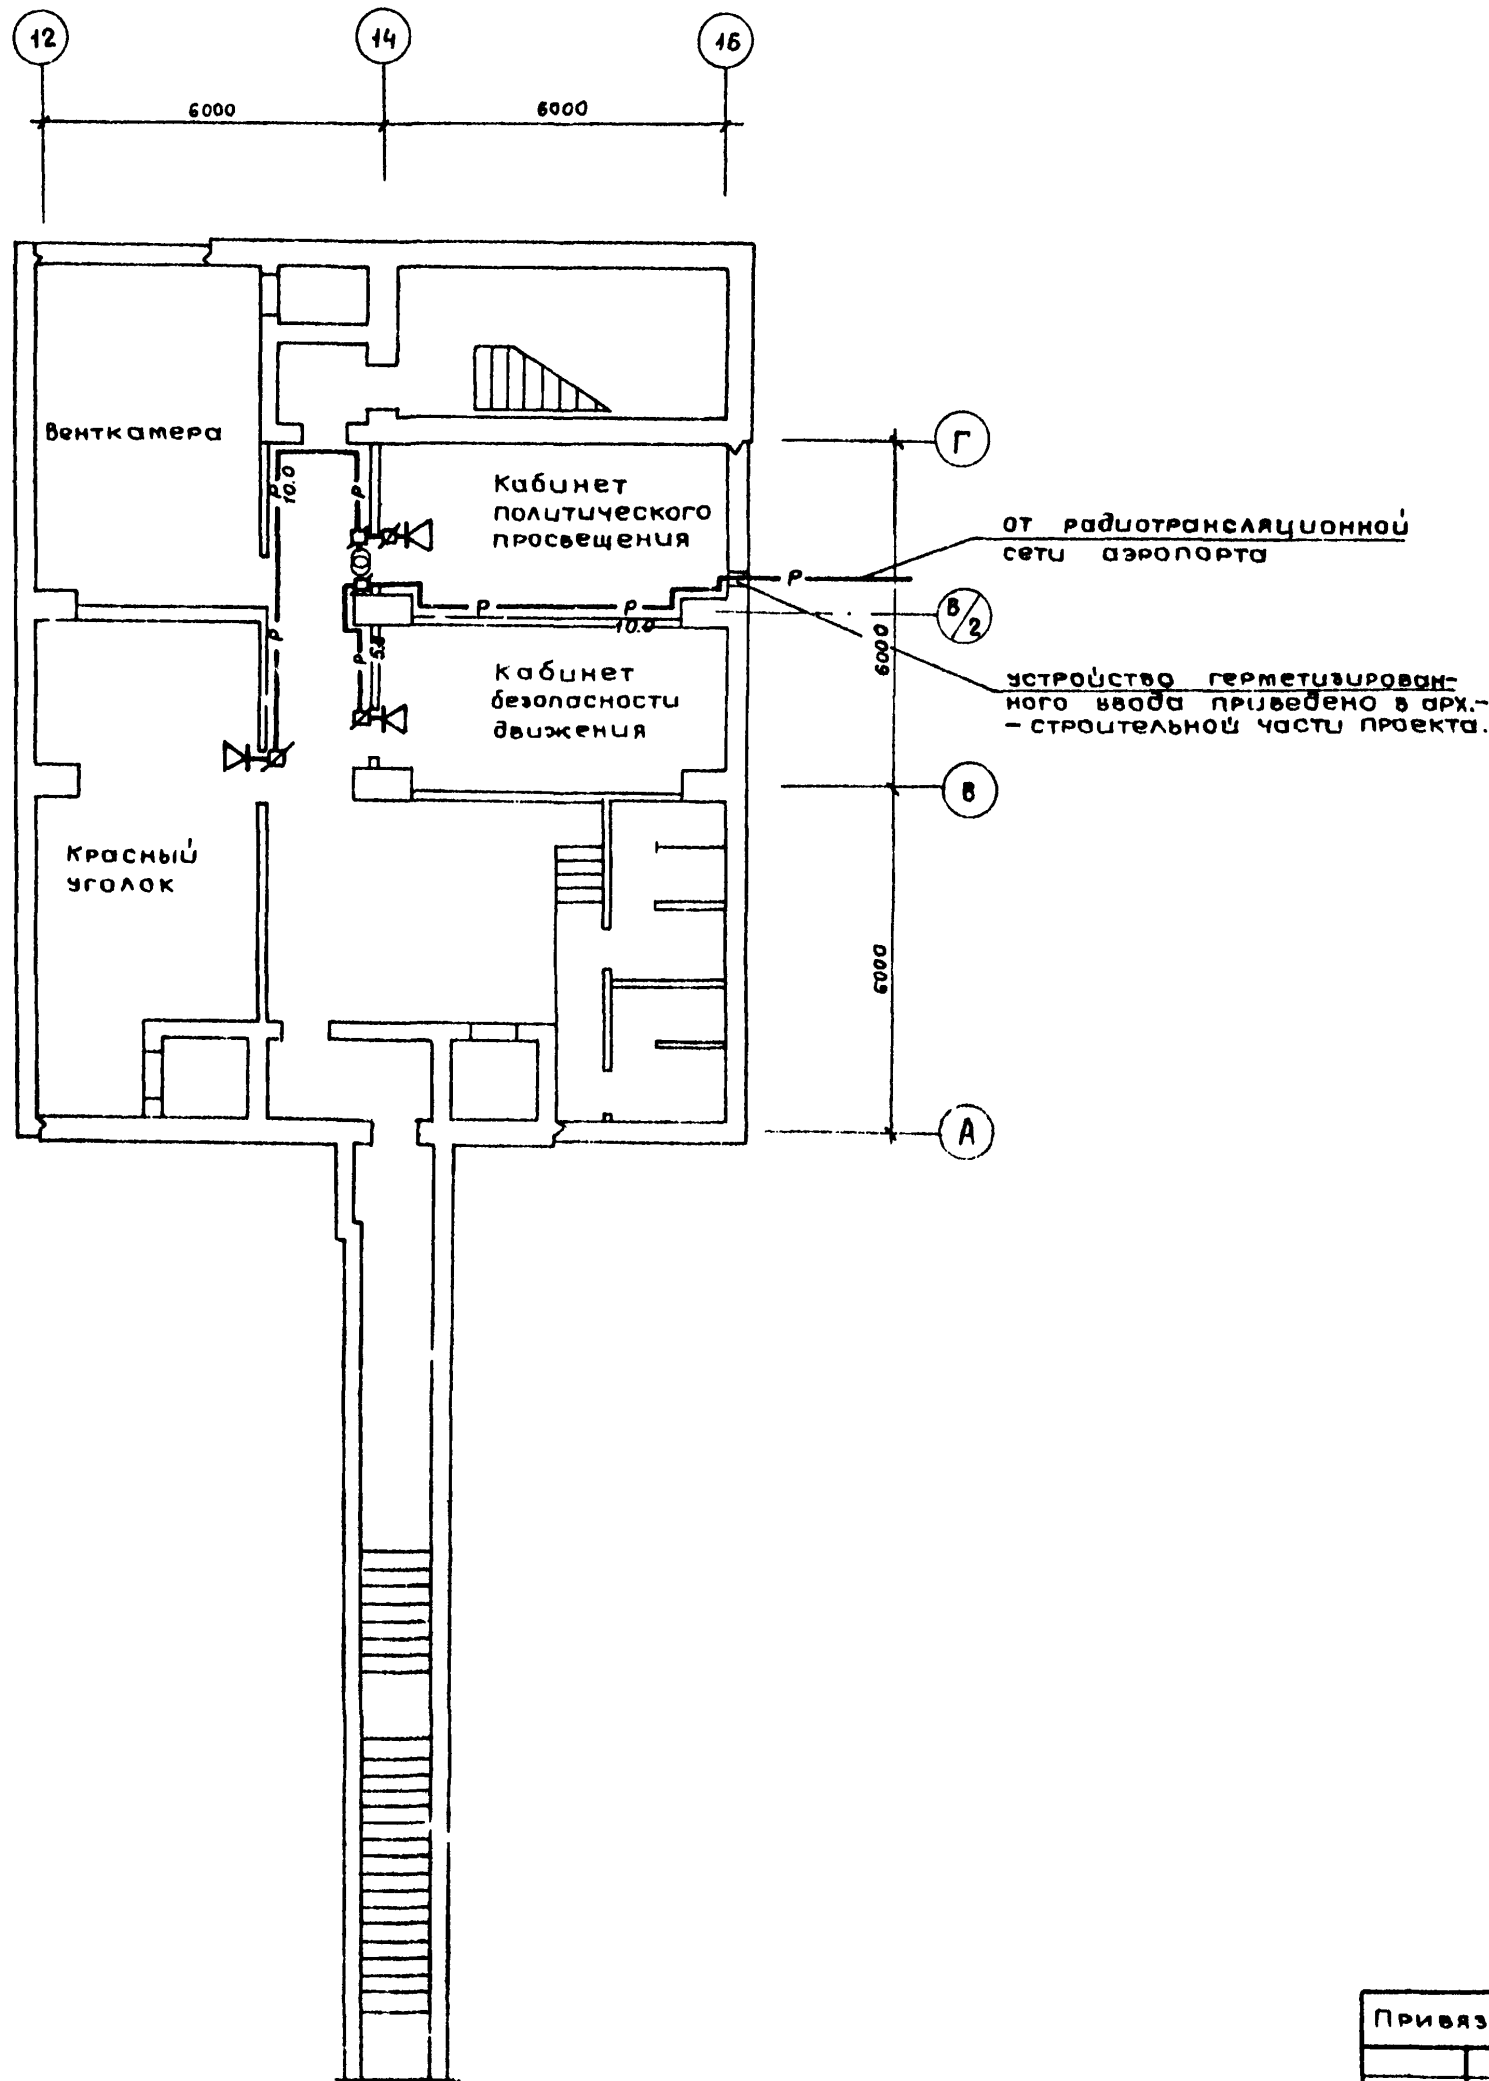 12
14
16
6000
6000
Венткамера
Г
Р
10.0
Р
Кабинет
политического
просвещения
от радиотрансляционной
сети аэропорта
Р
Р
Р
10.0
В/2
6000
Р
Р
Кабинет
безопасности
движения
устройство герметизирован-
ного ввода приведено в арх.-
- строительной части проекта.
В
Красный
уголок
6000
А
Привяз